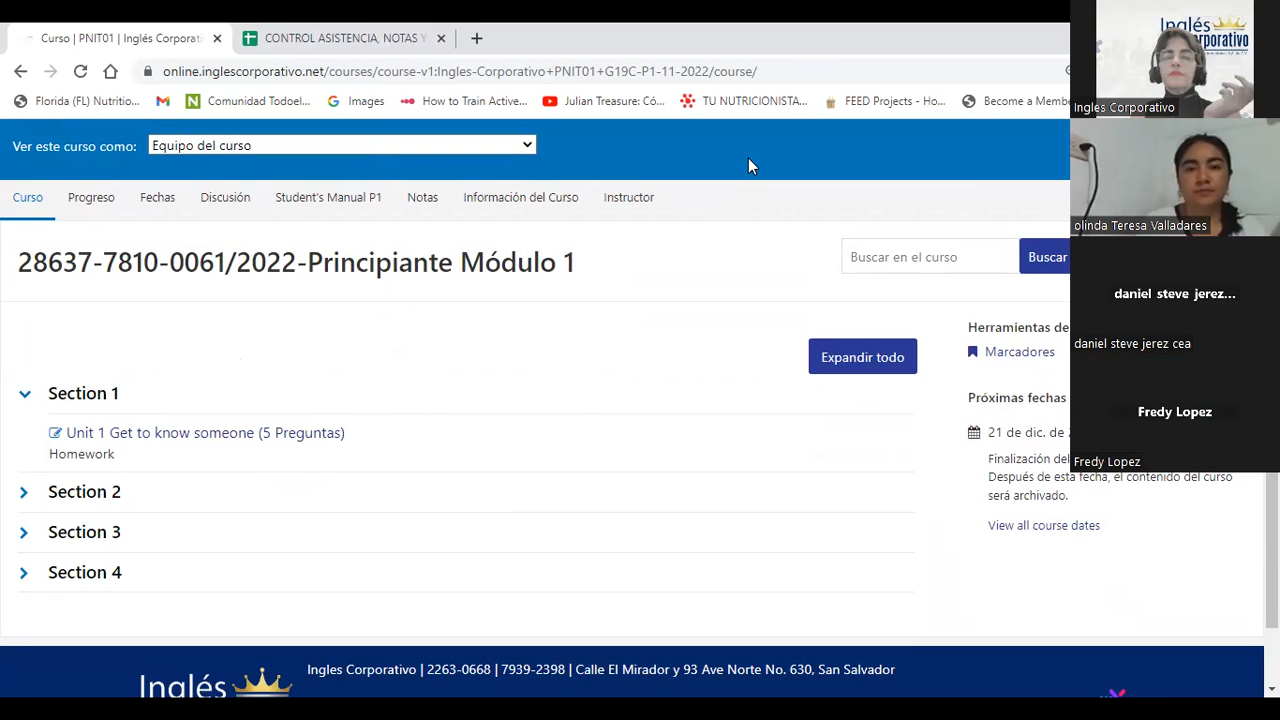 Curso | PNIT01 | Inglés Corporat
CONTROL ASISTENCIA, NOTAS Y
online.inglescorporativo.net/courses/course-v1:Ingles-Corporativo+PNIT01+G19C-P1-11-2022/course/
Florida (FL) Nutritio...
Comunidad Todoel...
Images
How to Train Active...
Julian Treasure: Có...
TU NUTRICIONISTA...
FEED Projects - Ho...
Become a Membe
Ver este curso como:
Equipo del curso
Curso
Progreso
Fechas
Discusión
Student's Manual P1
Notas
Información del Curso
Instructor
28637-7810-0061/2022-Principiante Módulo 1
Buscar en el curso
Buscar
Expandir todo
Section 1
Unit 1 Get to know someone (5 Preguntas)
Homework
Section 2
Section 3
Section 4
Herramientas de
Marcadores
Próximas fechas
21 de dic. de
Finalización del
Después de esta fecha, el contenido del curso
será archivado.
View all course dates
Ingles Corporativo | 2263-0668 | 7939-2398 | Calle El Mirador y 93 Ave Norte No. 630, San Salvador
Inglés
Inglés
orporativo
Ingles Corporativo
olinda Teresa Valladares
daniel steve jerez...
daniel steve jerez cea
Fredy Lopez
Fredy Lopez